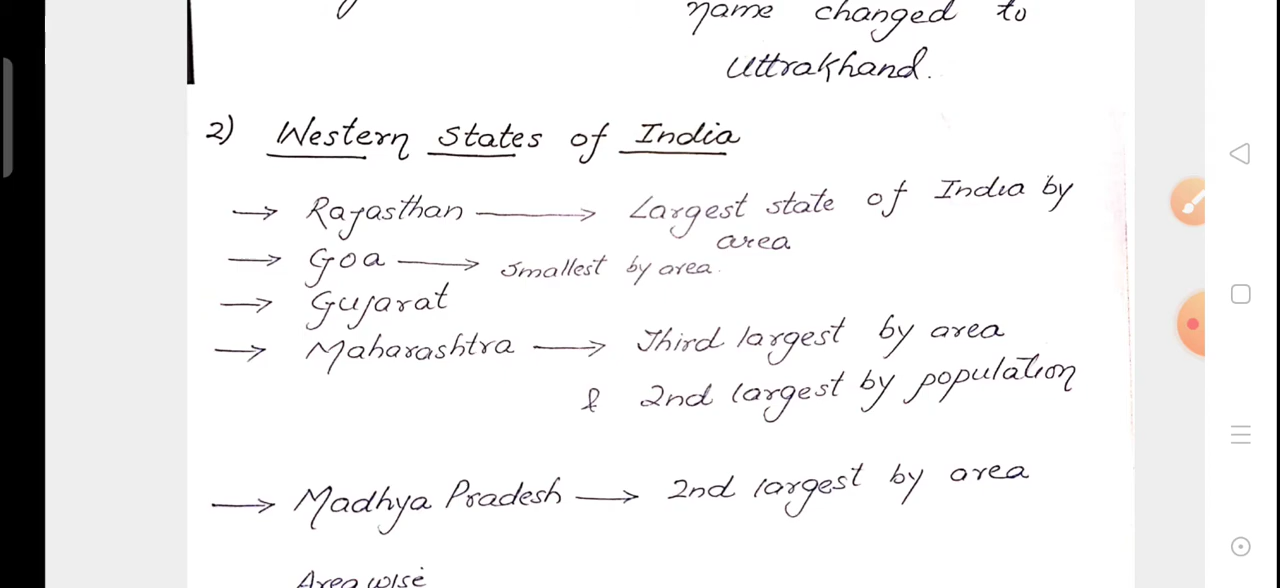 name changed to
Uttrakhand.
2) Western States of India
→ Rajasthan → Largest state of India by
area
→ Goa → Smallest by area.
→ Gujarat
→ Maharashtra → Third largest by area
& 2nd largest by population
→ Madhya Pradesh → 2nd largest by area
Area wise